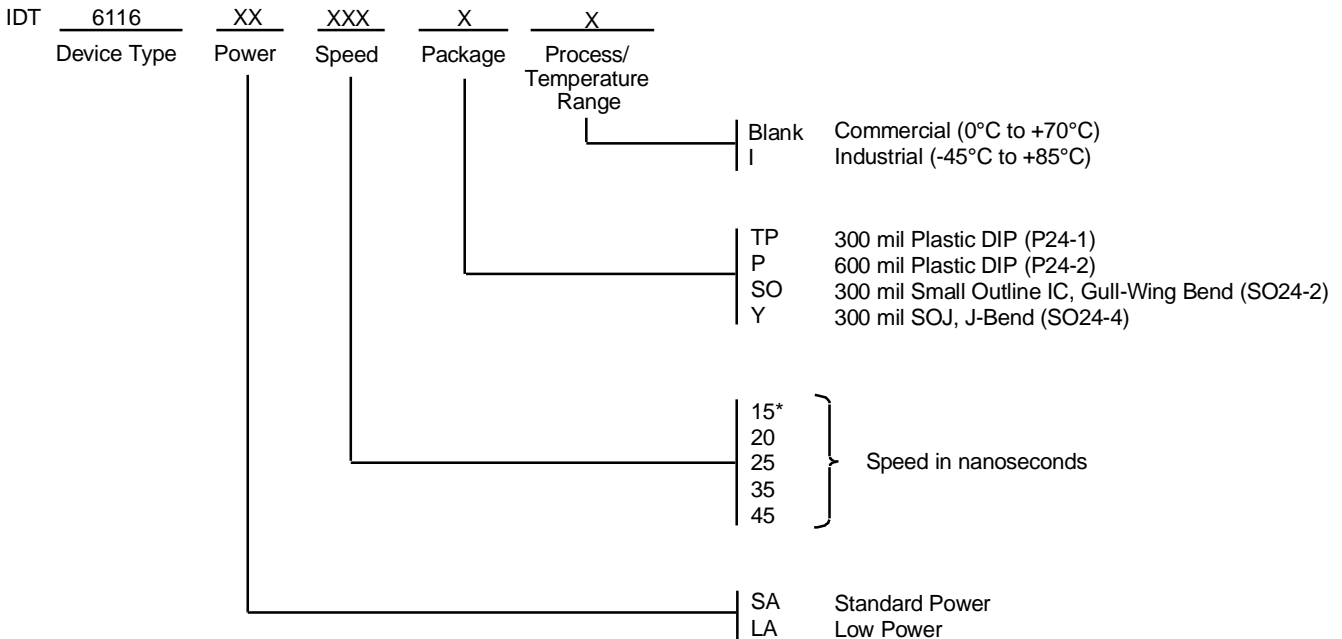 IDT 6116 XX XXX X X
Device Type Power Speed Package Process/
Temperature
Range
Blank Commercial (0°C to +70°C)
I Industrial (-45°C to +85°C)
TP 300 mil Plastic DIP (P24-1)
P 600 mil Plastic DIP (P24-2)
SO 300 mil Small Outline IC, Gull-Wing Bend (SO24-2)
Y 300 mil SOJ, J-Bend (SO24-4)
15*
20
25 Speed in nanoseconds
35
45
SA Standard Power
LA Low Power